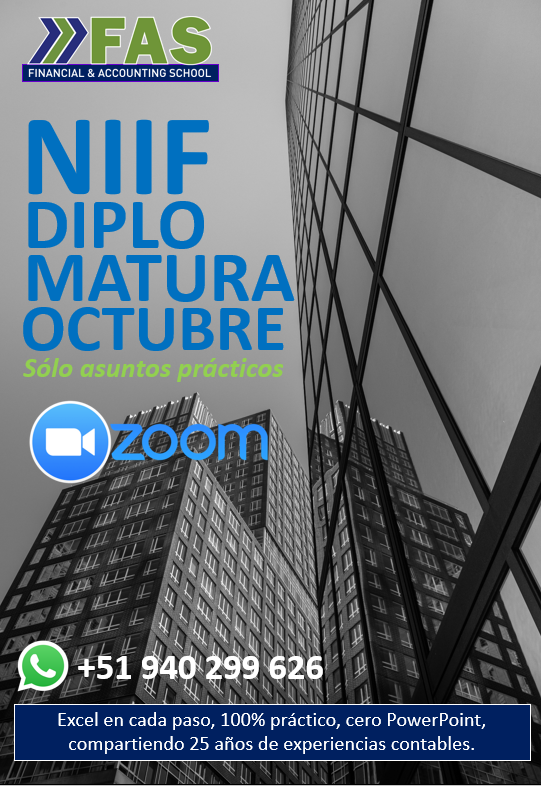 FAS
FINANCIAL & ACCOUNTING SCHOOL
NIIF
DIPLO
MATURA
OCTUBRE
Sólo asuntos prácticos
zoom
+51 940 299 626
Excel en cada paso, 100% práctico, cero PowerPoint,
compartiendo 25 años de experiencias contables.